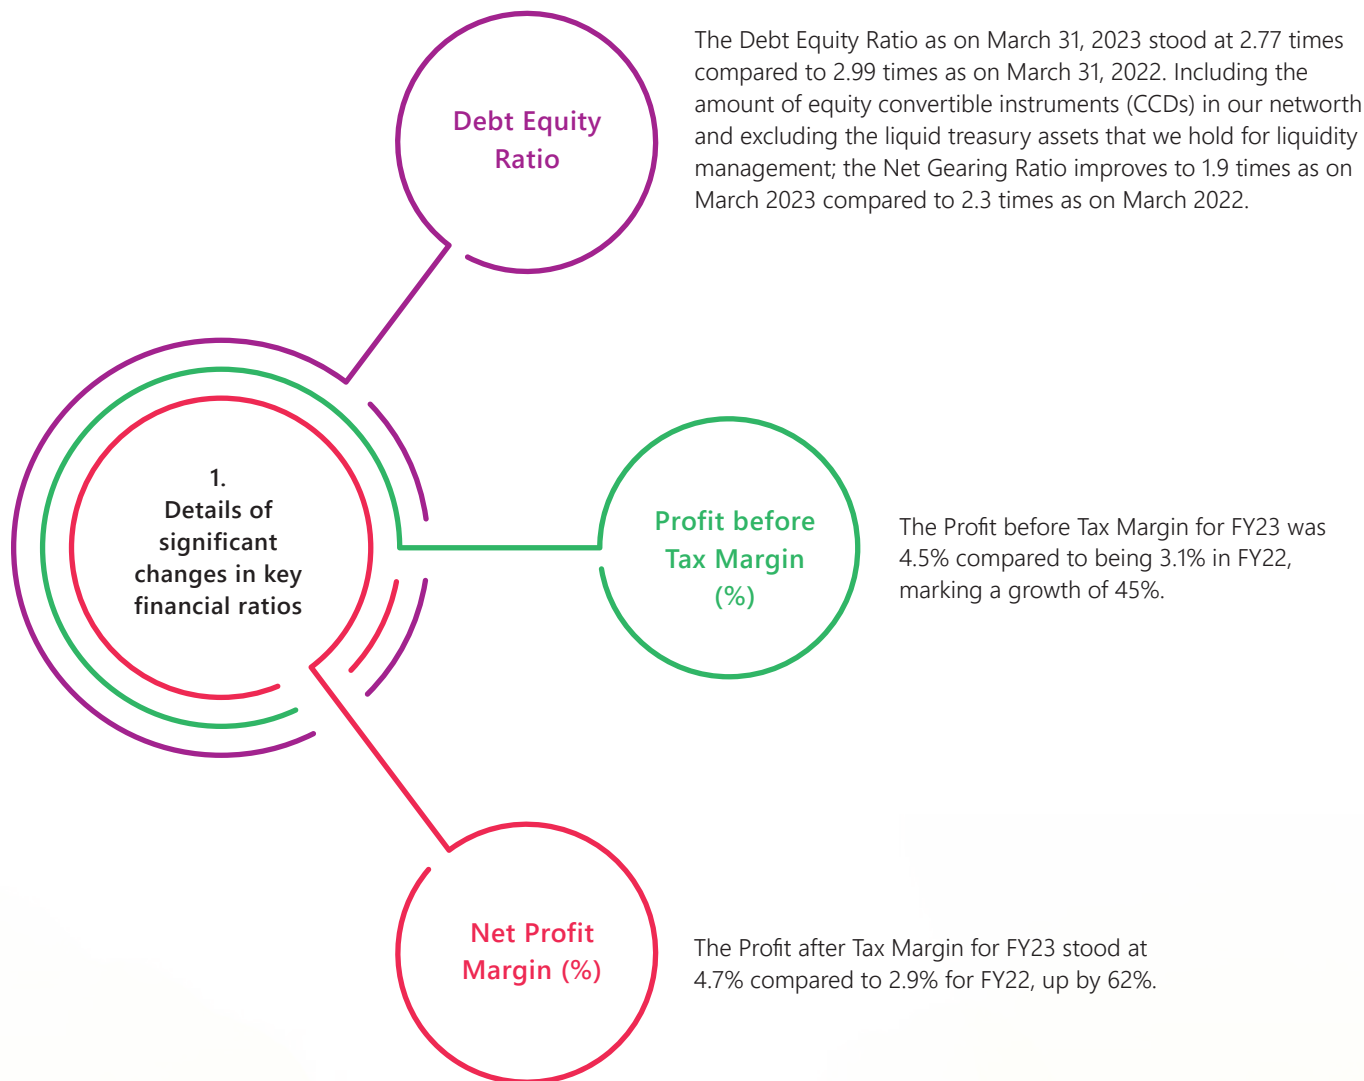 Debt Equity
Ratio
The Debt Equity Ratio as on March 31, 2023 stood at 2.77 times
compared to 2.99 times as on March 31, 2022. Including the
amount of equity convertible instruments (CCDs) in our networth
and excluding the liquid treasury assets that we hold for liquidity
management; the Net Gearing Ratio improves to 1.9 times as on
March 2023 compared to 2.3 times as on March 2022.
1.
Details of
significant
changes in key
financial ratios
Profit before
Tax Margin
(%)
The Profit before Tax Margin for FY23 was
4.5% compared to being 3.1% in FY22,
marking a growth of 45%.
Net Profit
Margin (%)
The Profit after Tax Margin for FY23 stood at
4.7% compared to 2.9% for FY22, up by 62%.